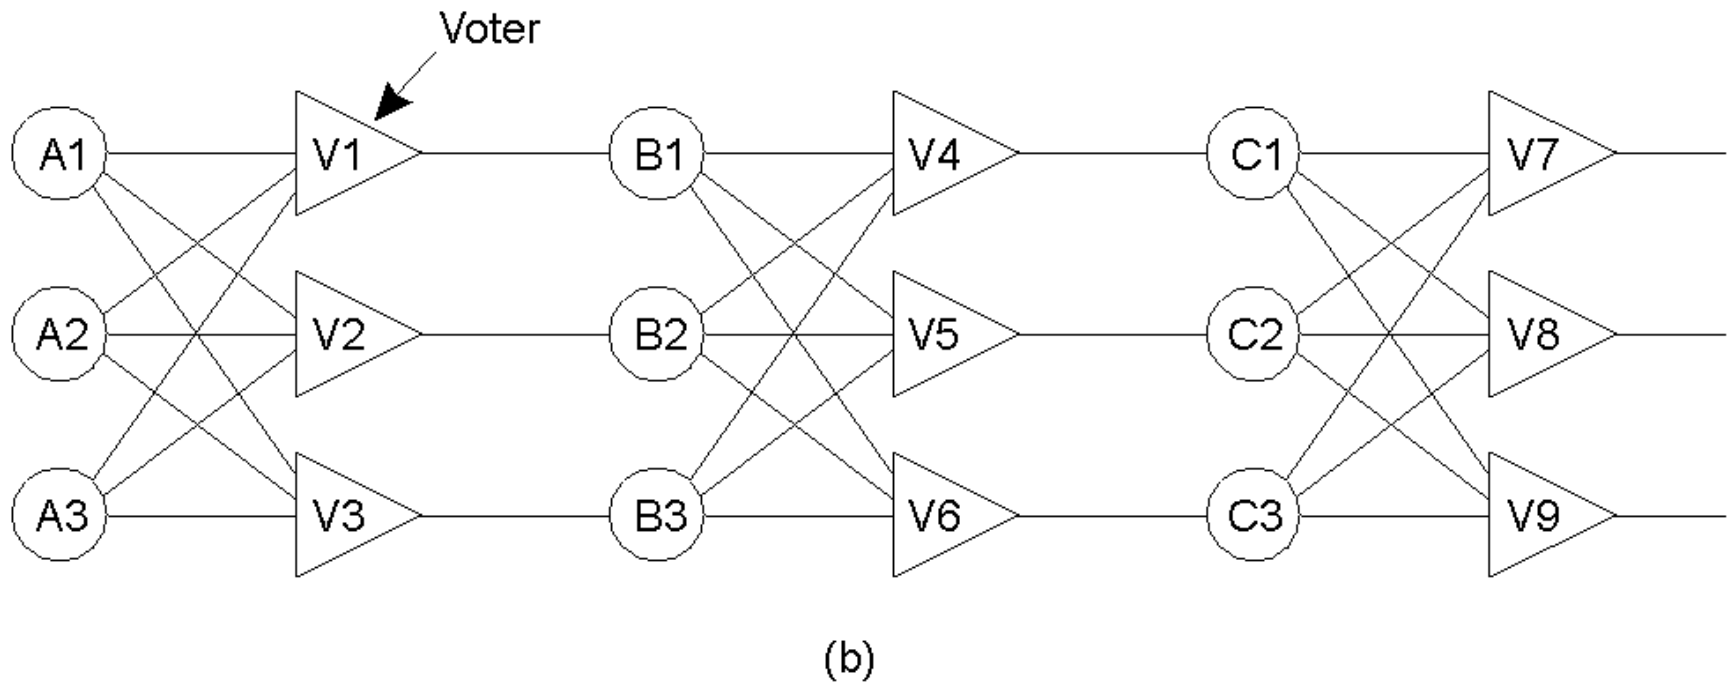 Voter
A1 V1 B1 V4 C1 V7
A2 V2 B2 V5 C2 V8
A3 V3 B3 V6 C3 V9
(b)